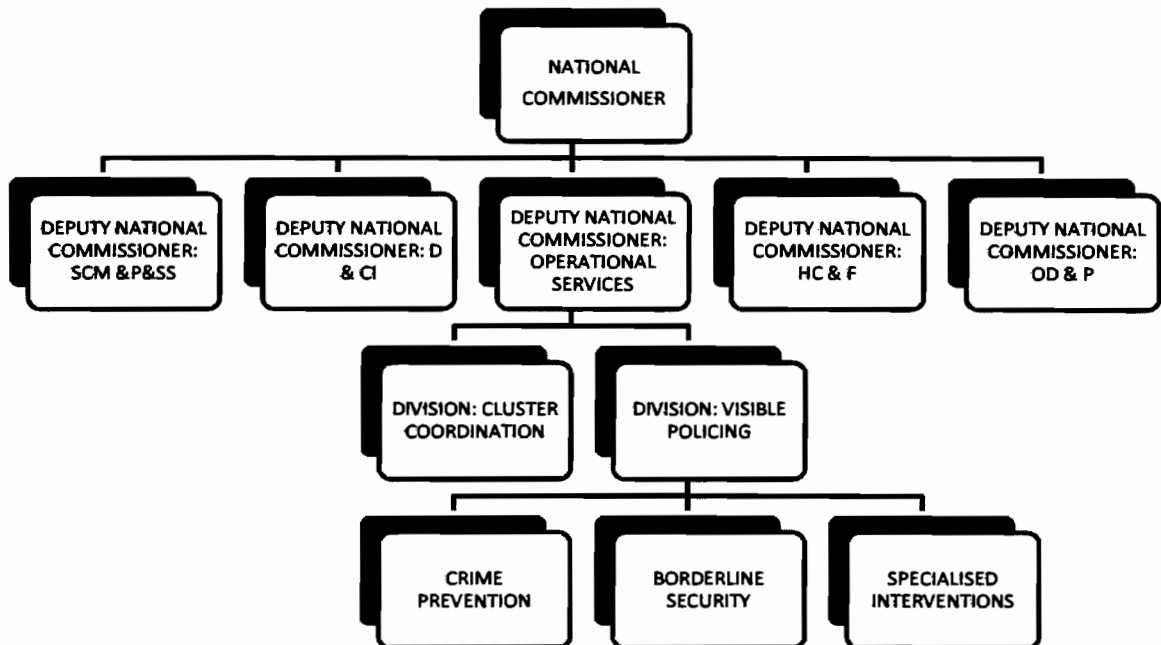 NATIONAL
COMMISSIONER
DEPUTY NATIONAL
COMMISSIONER:
SCM &P&SS
DEPUTY NATIONAL
COMMISSIONER: D
& CI
DEPUTY NATIONAL
COMMISSIONER:
OPERATIONAL
SERVICES
DEPUTY NATIONAL
COMMISSIONER:
HC & F
DEPUTY NATIONAL
COMMISSIONER:
OD & P
DIVISION: CLUSTER
COORDINATION
DIVISION: VISIBLE
POLICING
CRIME
PREVENTION
BORDERLINE
SECURITY
SPECIALISED
INTERVENTIONS